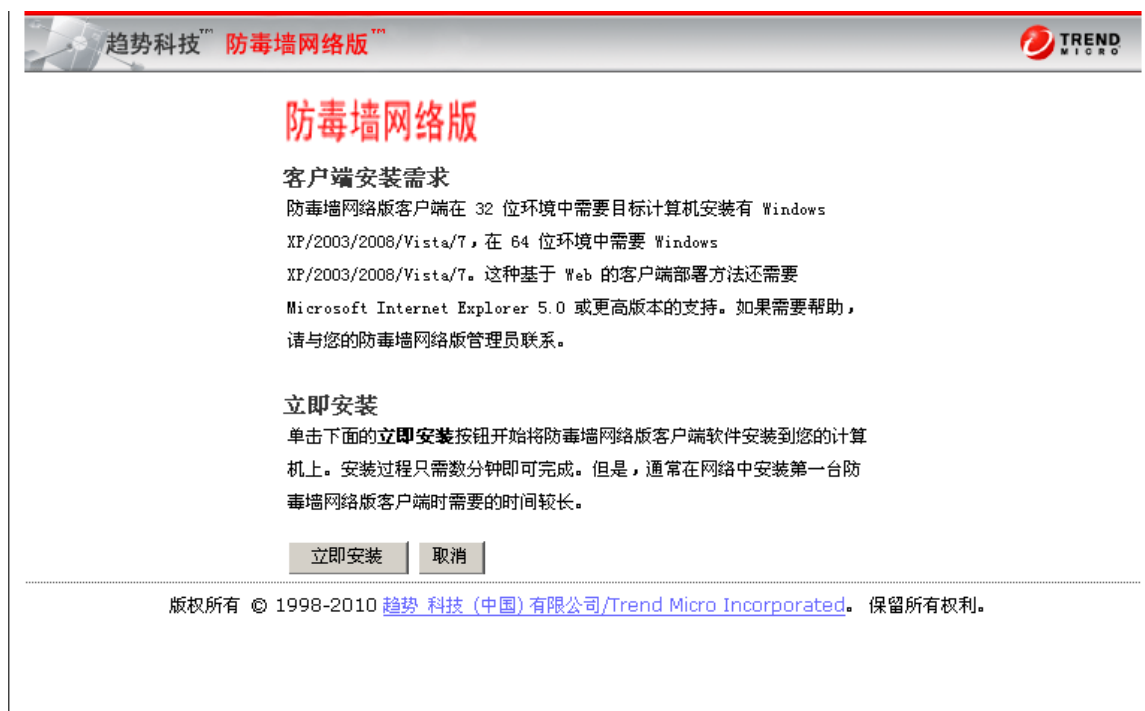 趋势科技™ 防毒墙网络版™
TREND
MICRO
防毒墙网络版
客户端安装需求
防毒墙网络版客户端在 32 位环境中需要目标计算机安装有 Windows
XP/2003/2008/Vista/7，在 64 位环境中需要 Windows
XP/2003/2008/Vista/7。这种基于 Web 的客户端部署方法还需要
Microsoft Internet Explorer 5.0 或更高版本的支持。如果需要帮助，
请与您的防毒墙网络版管理员联系。
立即安装
单击下面的立即安装按钮开始将防毒墙网络版客户端软件安装到您的计算
机上。安装过程只需数分钟即可完成。但是，通常在网络中安装第一台防
毒墙网络版客户端时需要的时间较长。
立即安装 取消
版权所有 © 1998-2010 趋势 科技 (中国) 有限公司/Trend Micro Incorporated。 保留所有权利。